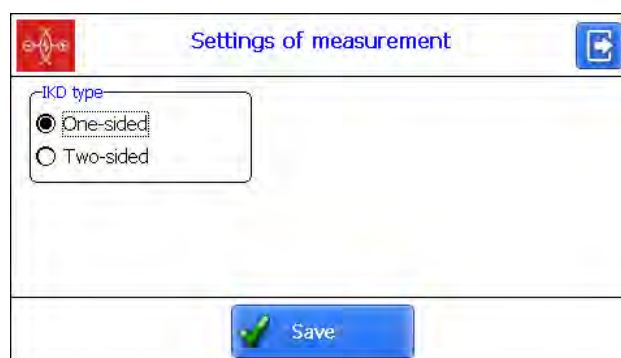 Settings of measurement
IKD type
One-sided
Two-sided
Save